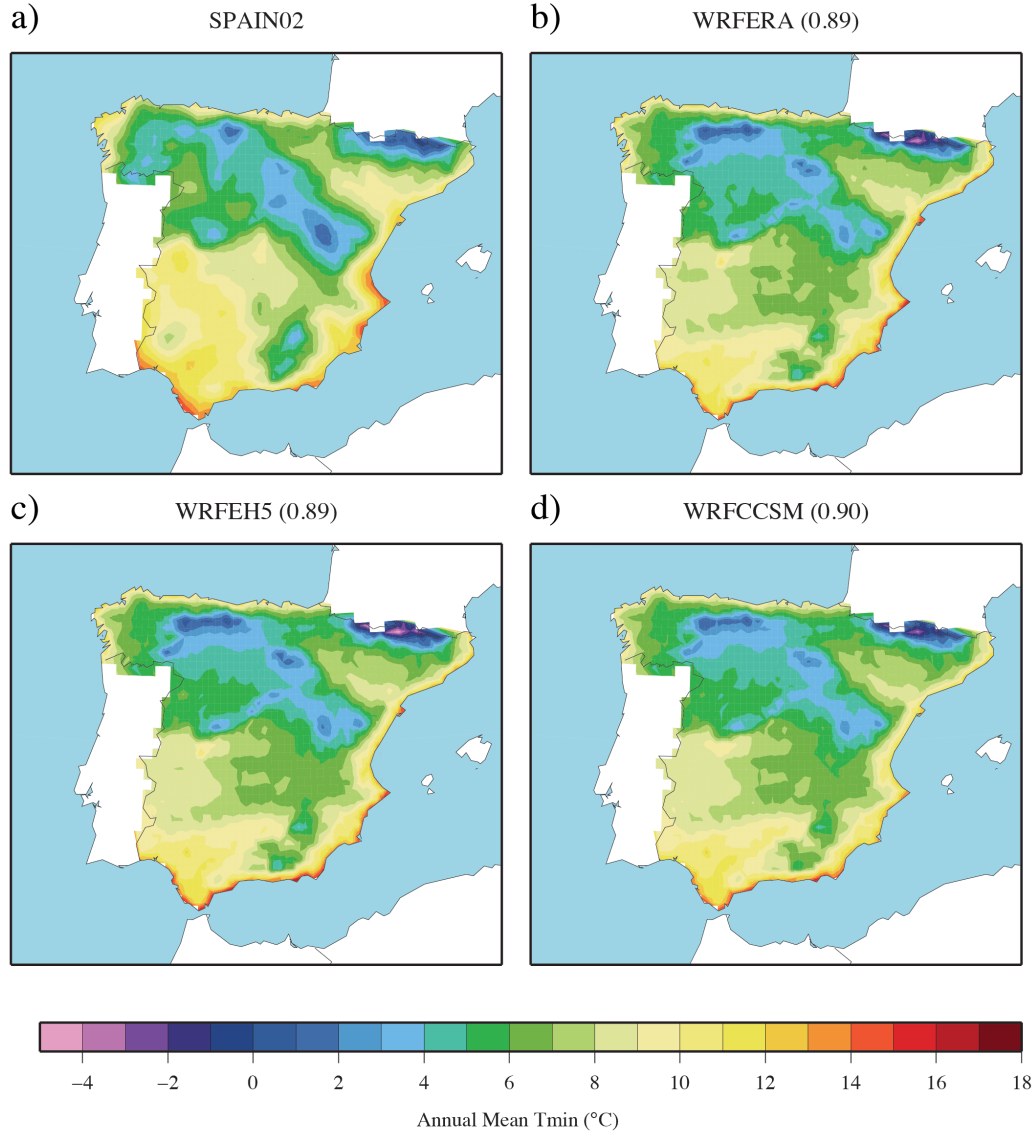 a) SPAIN02
b) WRFERA (0.89)
c) WRFEH5 (0.89)
d) WRFCCSM (0.90)
−4 −2 0 2 4 6 8 10 12 14 16 18
Annual Mean Tmin (°C)